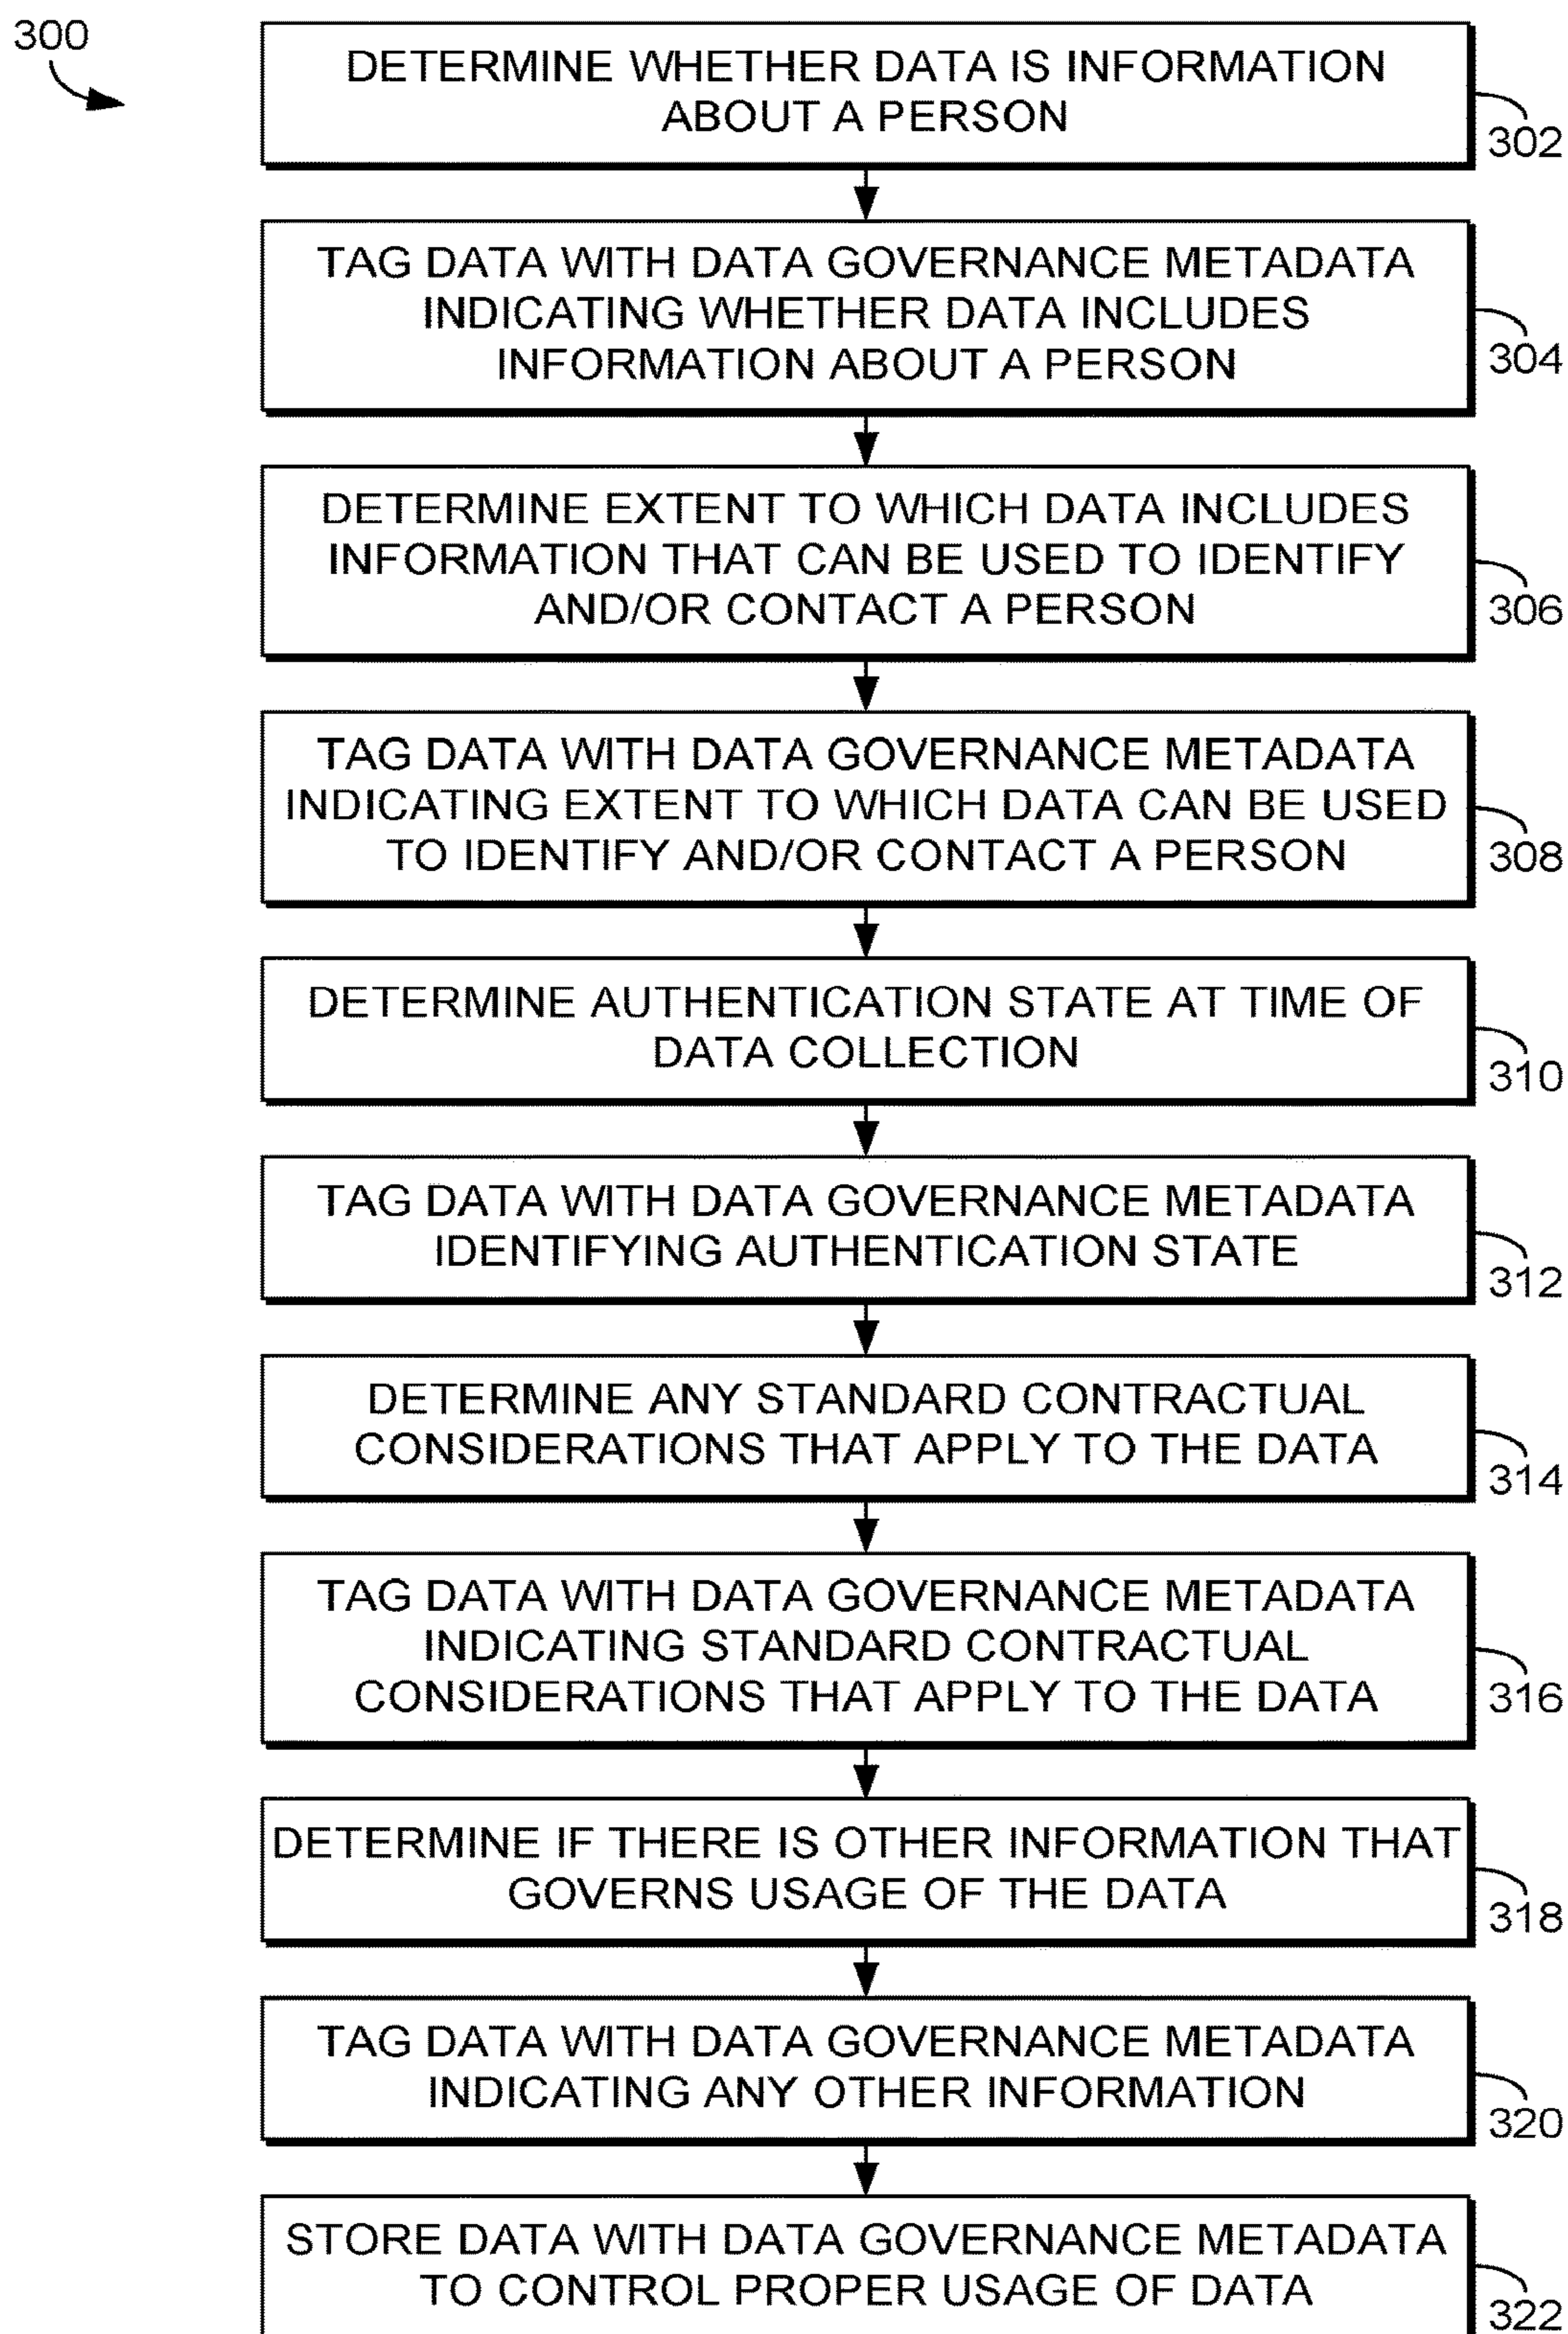 300
DETERMINE WHETHER DATA IS INFORMATION
ABOUT A PERSON
302
TAG DATA WITH DATA GOVERNANCE METADATA
INDICATING WHETHER DATA INCLUDES
INFORMATION ABOUT A PERSON
304
DETERMINE EXTENT TO WHICH DATA INCLUDES
INFORMATION THAT CAN BE USED TO IDENTIFY
AND/OR CONTACT A PERSON
306
TAG DATA WITH DATA GOVERNANCE METADATA
INDICATING EXTENT TO WHICH DATA CAN BE USED
TO IDENTIFY AND/OR CONTACT A PERSON
308
DETERMINE AUTHENTICATION STATE AT TIME OF
DATA COLLECTION
310
TAG DATA WITH DATA GOVERNANCE METADATA
IDENTIFYING AUTHENTICATION STATE
312
DETERMINE ANY STANDARD CONTRACTUAL
CONSIDERATIONS THAT APPLY TO THE DATA
314
TAG DATA WITH DATA GOVERNANCE METADATA
INDICATING STANDARD CONTRACTUAL
CONSIDERATIONS THAT APPLY TO THE DATA
316
DETERMINE IF THERE IS OTHER INFORMATION THAT
GOVERNS USAGE OF THE DATA
318
TAG DATA WITH DATA GOVERNANCE METADATA
INDICATING ANY OTHER INFORMATION
320
STORE DATA WITH DATA GOVERNANCE METADATA
TO CONTROL PROPER USAGE OF DATA
322